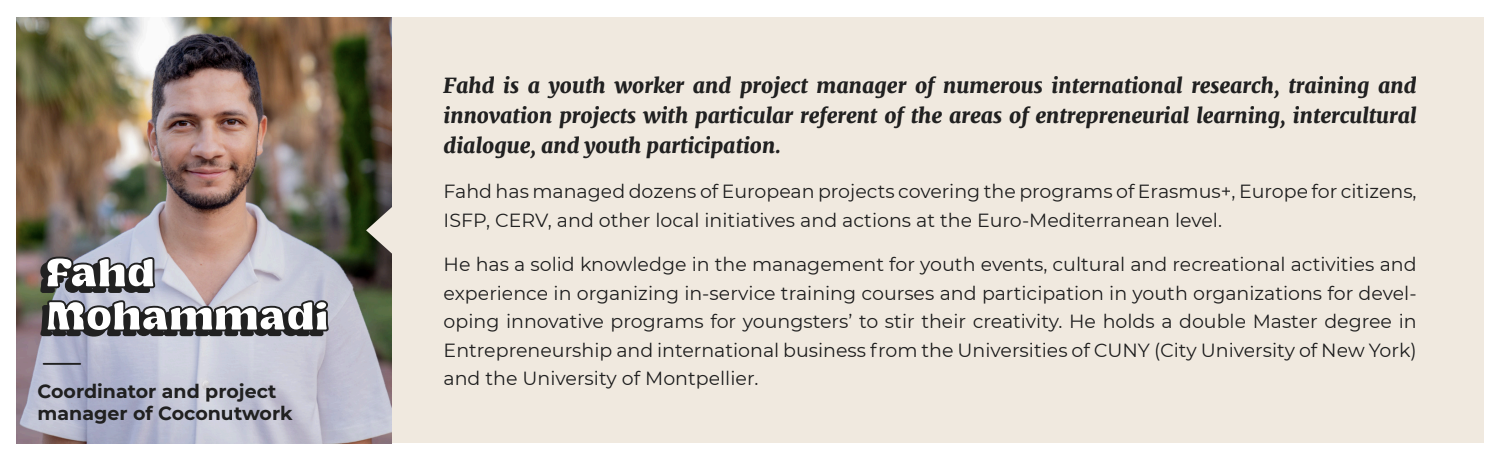 Fahd
Mohammadi
Coordinator and project
manager of Coconutwork
Fahd is a youth worker and project manager of numerous international research, training and
innovation projects with particular referent of the areas of entrepreneurial learning, intercultural
dialogue, and youth participation.
Fahd has managed dozens of European projects covering the programs of Erasmus+, Europe for citizens,
ISFP, CERV, and other local initiatives and actions at the Euro-Mediterranean level.
He has a solid knowledge in the management for youth events, cultural and recreational activities and
experience in organizing in-service training courses and participation in youth organizations for devel-
oping innovative programs for youngsters’ to stir their creativity. He holds a double Master degree in
Entrepreneurship and international business from the Universities of CUNY (City University of New York)
and the University of Montpellier.